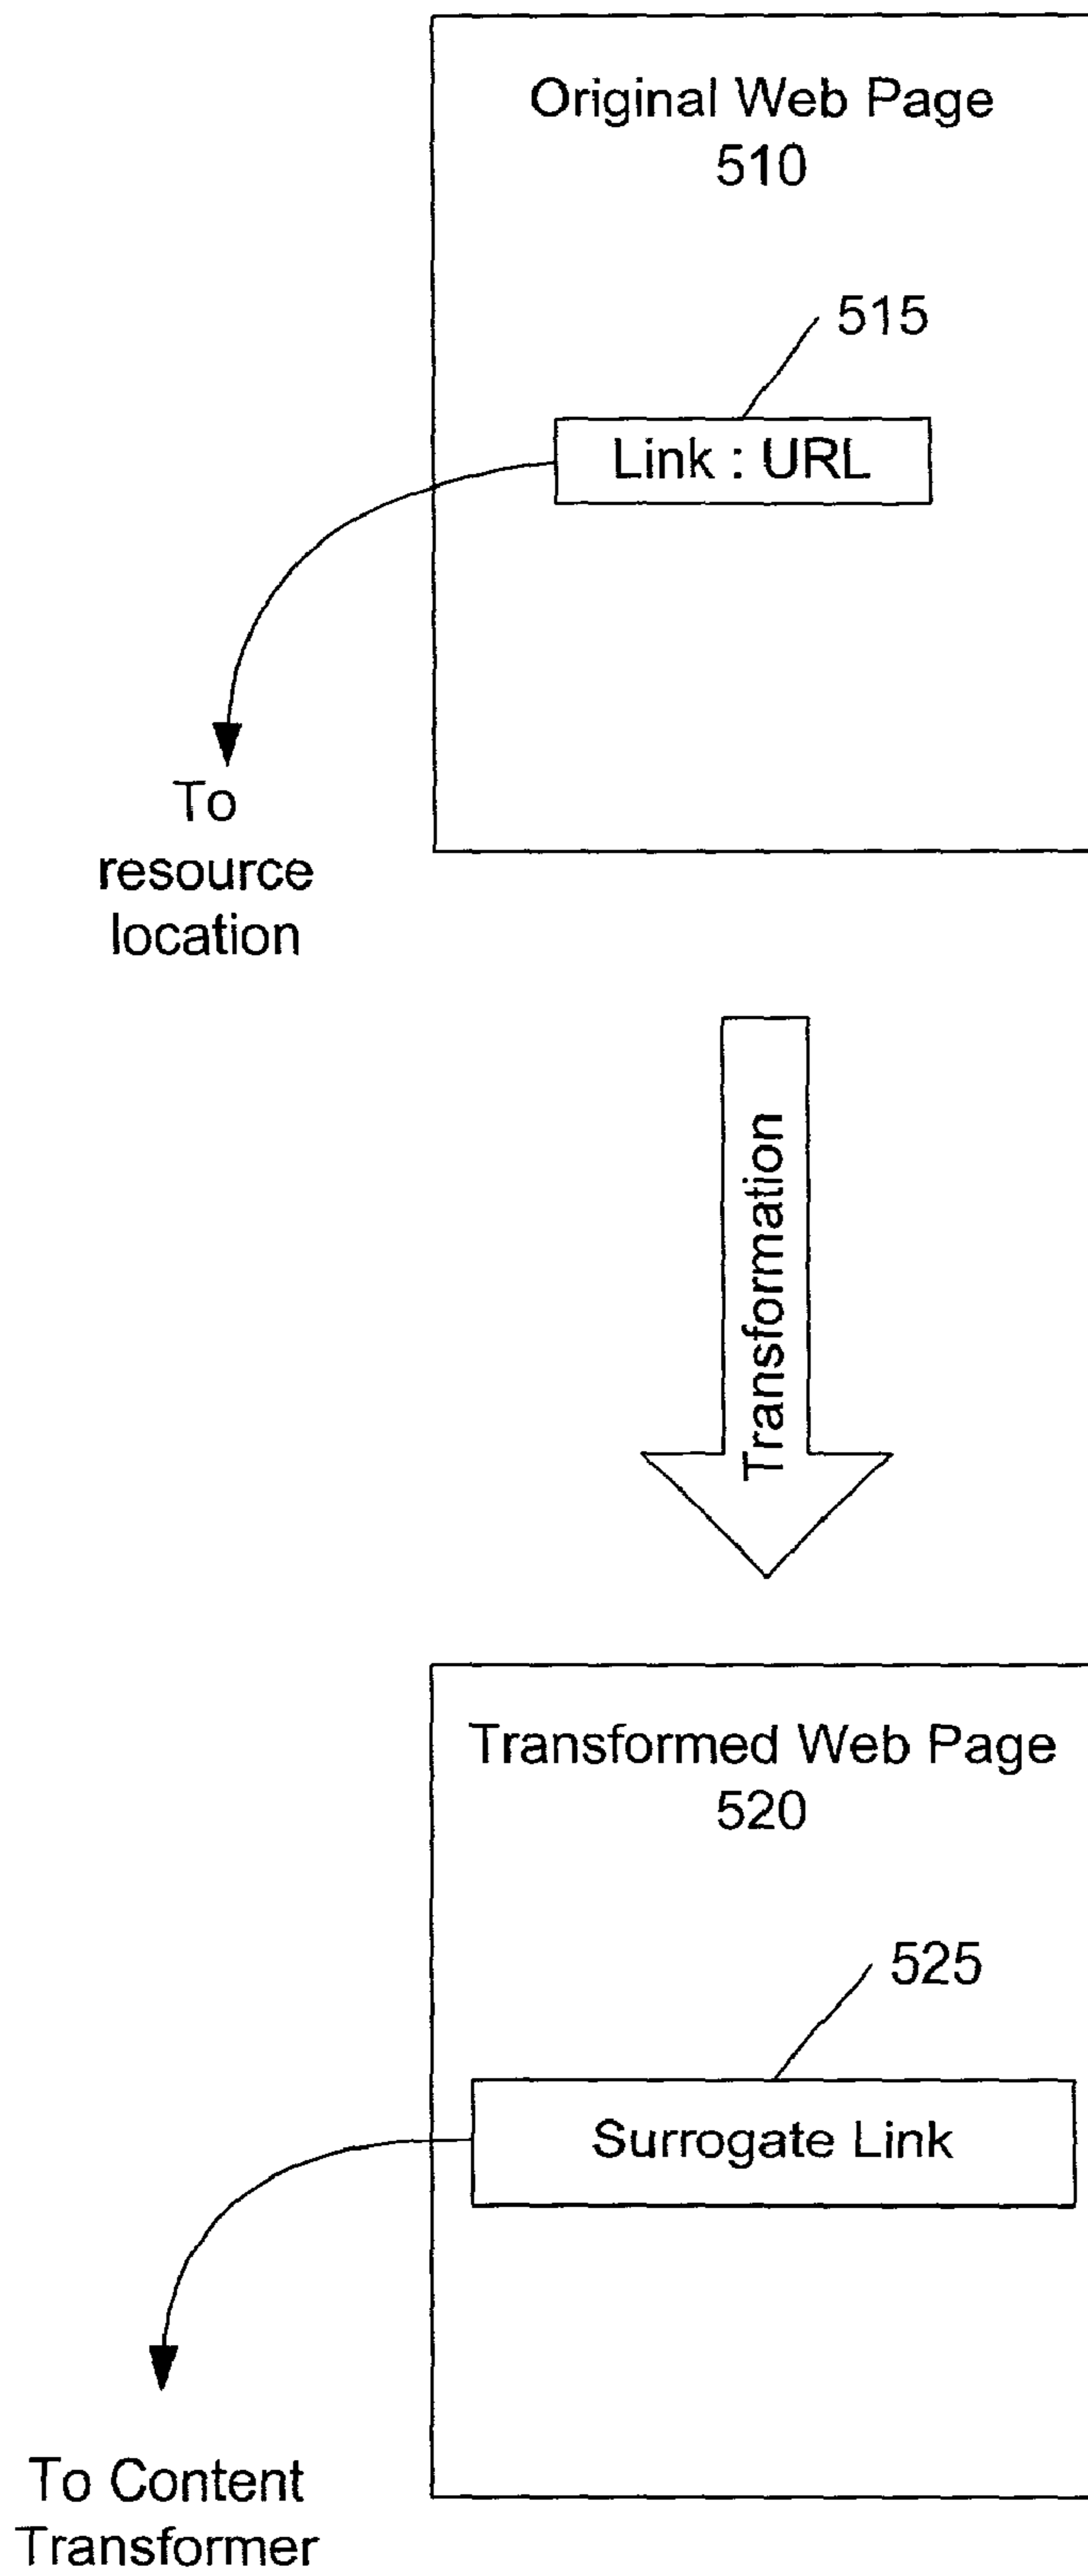 Original Web Page
510
515
Link : URL
To
resource
location
Transformation
Transformed Web Page
520
525
Surrogate Link
To Content
Transformer